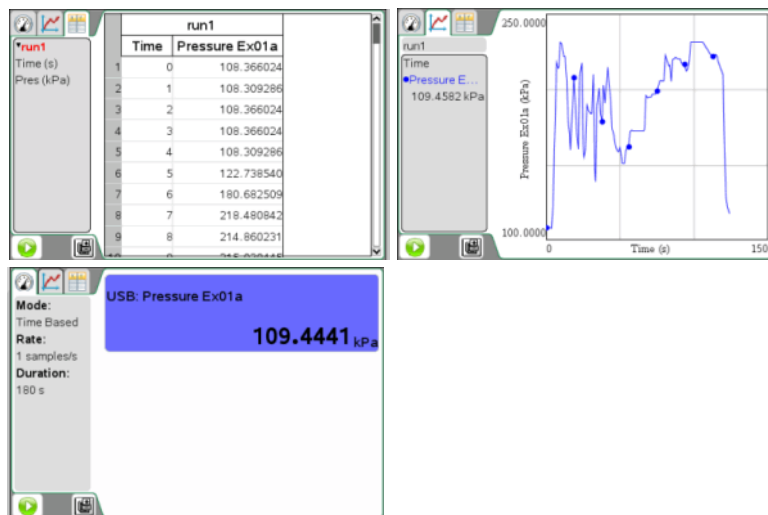 run1
▾run1
Time Pressure Ex01a
Time (s)
Pres (kPa)
1 0 108.366024
2 1 108.309286
3 2 108.366024
4 3 108.366024
5 4 108.309286
6 5 122.738540
7 6 180.682509
8 7 218.480842
9 8 214.860231
250.0000
run1
Time
●Pressure E...
109.4582 kPa
Pressure Ex01a (kPa)
100.0000
0 Time (s) 150
Mode:
Time Based
Rate:
1 samples/s
Duration:
180 s
USB: Pressure Ex01a
109.4441 kPa